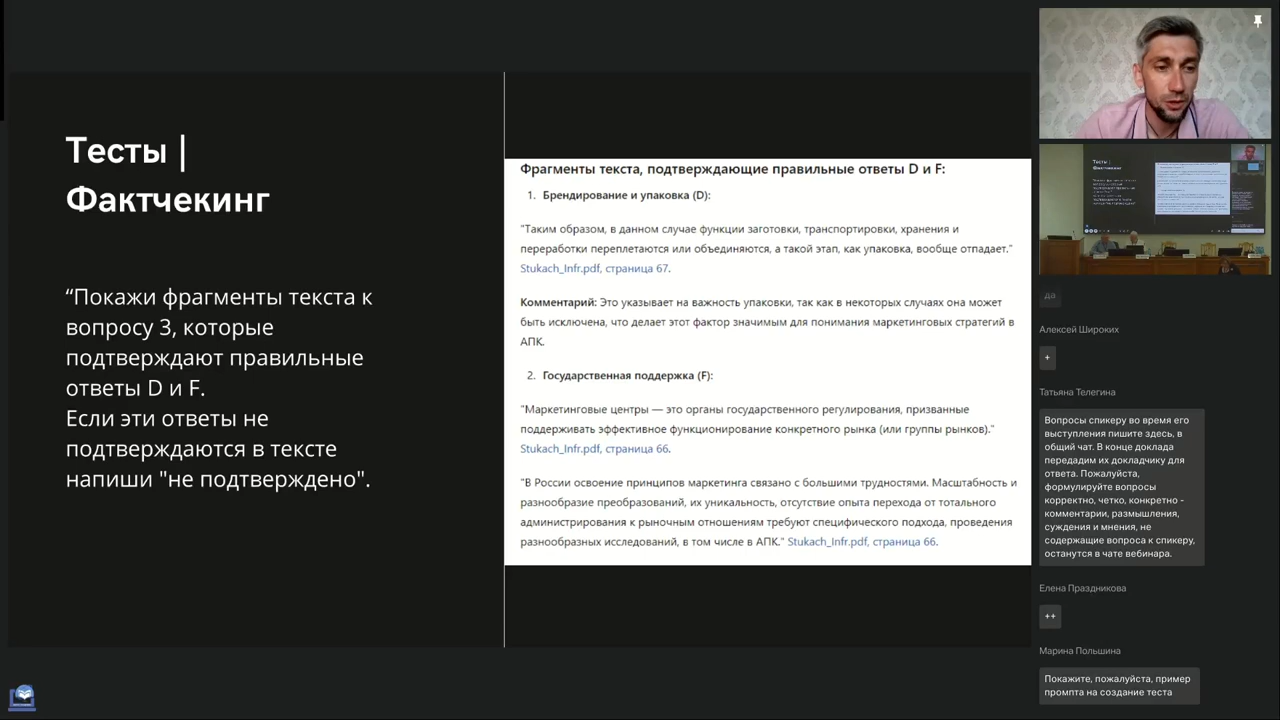 Тесты |
Фактчекинг
“Покажи фрагменты текста к
вопросу 3, которые
подтверждают правильные
ответы D и F.
Если эти ответы не
подтверждаются в тексте
напиши "не подтверждено".
Фрагменты текста, подтверждающие правильные ответы D и F:
1. Брендирование и упаковка (D):
"Таким образом, в данном случае функции заготовки, транспортировки, хранения и
переработки переплетаются или объединяются, а такой этап, как упаковка, вообще отпадает."
Stukach_Infr.pdf, страница 67.
Комментарий: Это указывает на важность упаковки, так как в некоторых случаях она может
быть исключена, что делает этот фактор значимым для понимания маркетинговых стратегий в
АПК.
2. Государственная поддержка (F):
"Маркетинговые центры — это органы государственного регулирования, призванные
поддерживать эффективное функционирование конкретного рынка (или группы рынков)."
Stukach_Infr.pdf, страница 66.
"В России освоение принципов маркетинга связано с большими трудностями. Масштабность и
разнообразие преобразований, их уникальность, отсутствие опыта перехода от тотального
администрирования к рыночным отношениям требуют специфического подхода, проведения
разнообразных исследований, в том числе в АПК." Stukach_Infr.pdf, страница 66.
Тесты |
Фактчекинг
да
Алексей Широких
+
Татьяна Телегина
Вопросы спикеру во время его
выступления пишите здесь, в
общий чат. В конце доклада
передадим их докладчику для
ответа. Пожалуйста,
формулируйте вопросы
корректно, четко, конкретно -
комментарии, размышления,
суждения и мнения, не
содержащие вопроса к спикеру,
останутся в чате вебинара.
Елена Праздникова
++
Марина Польшина
Покажите, пожалуйста, пример
промпта на создание теста